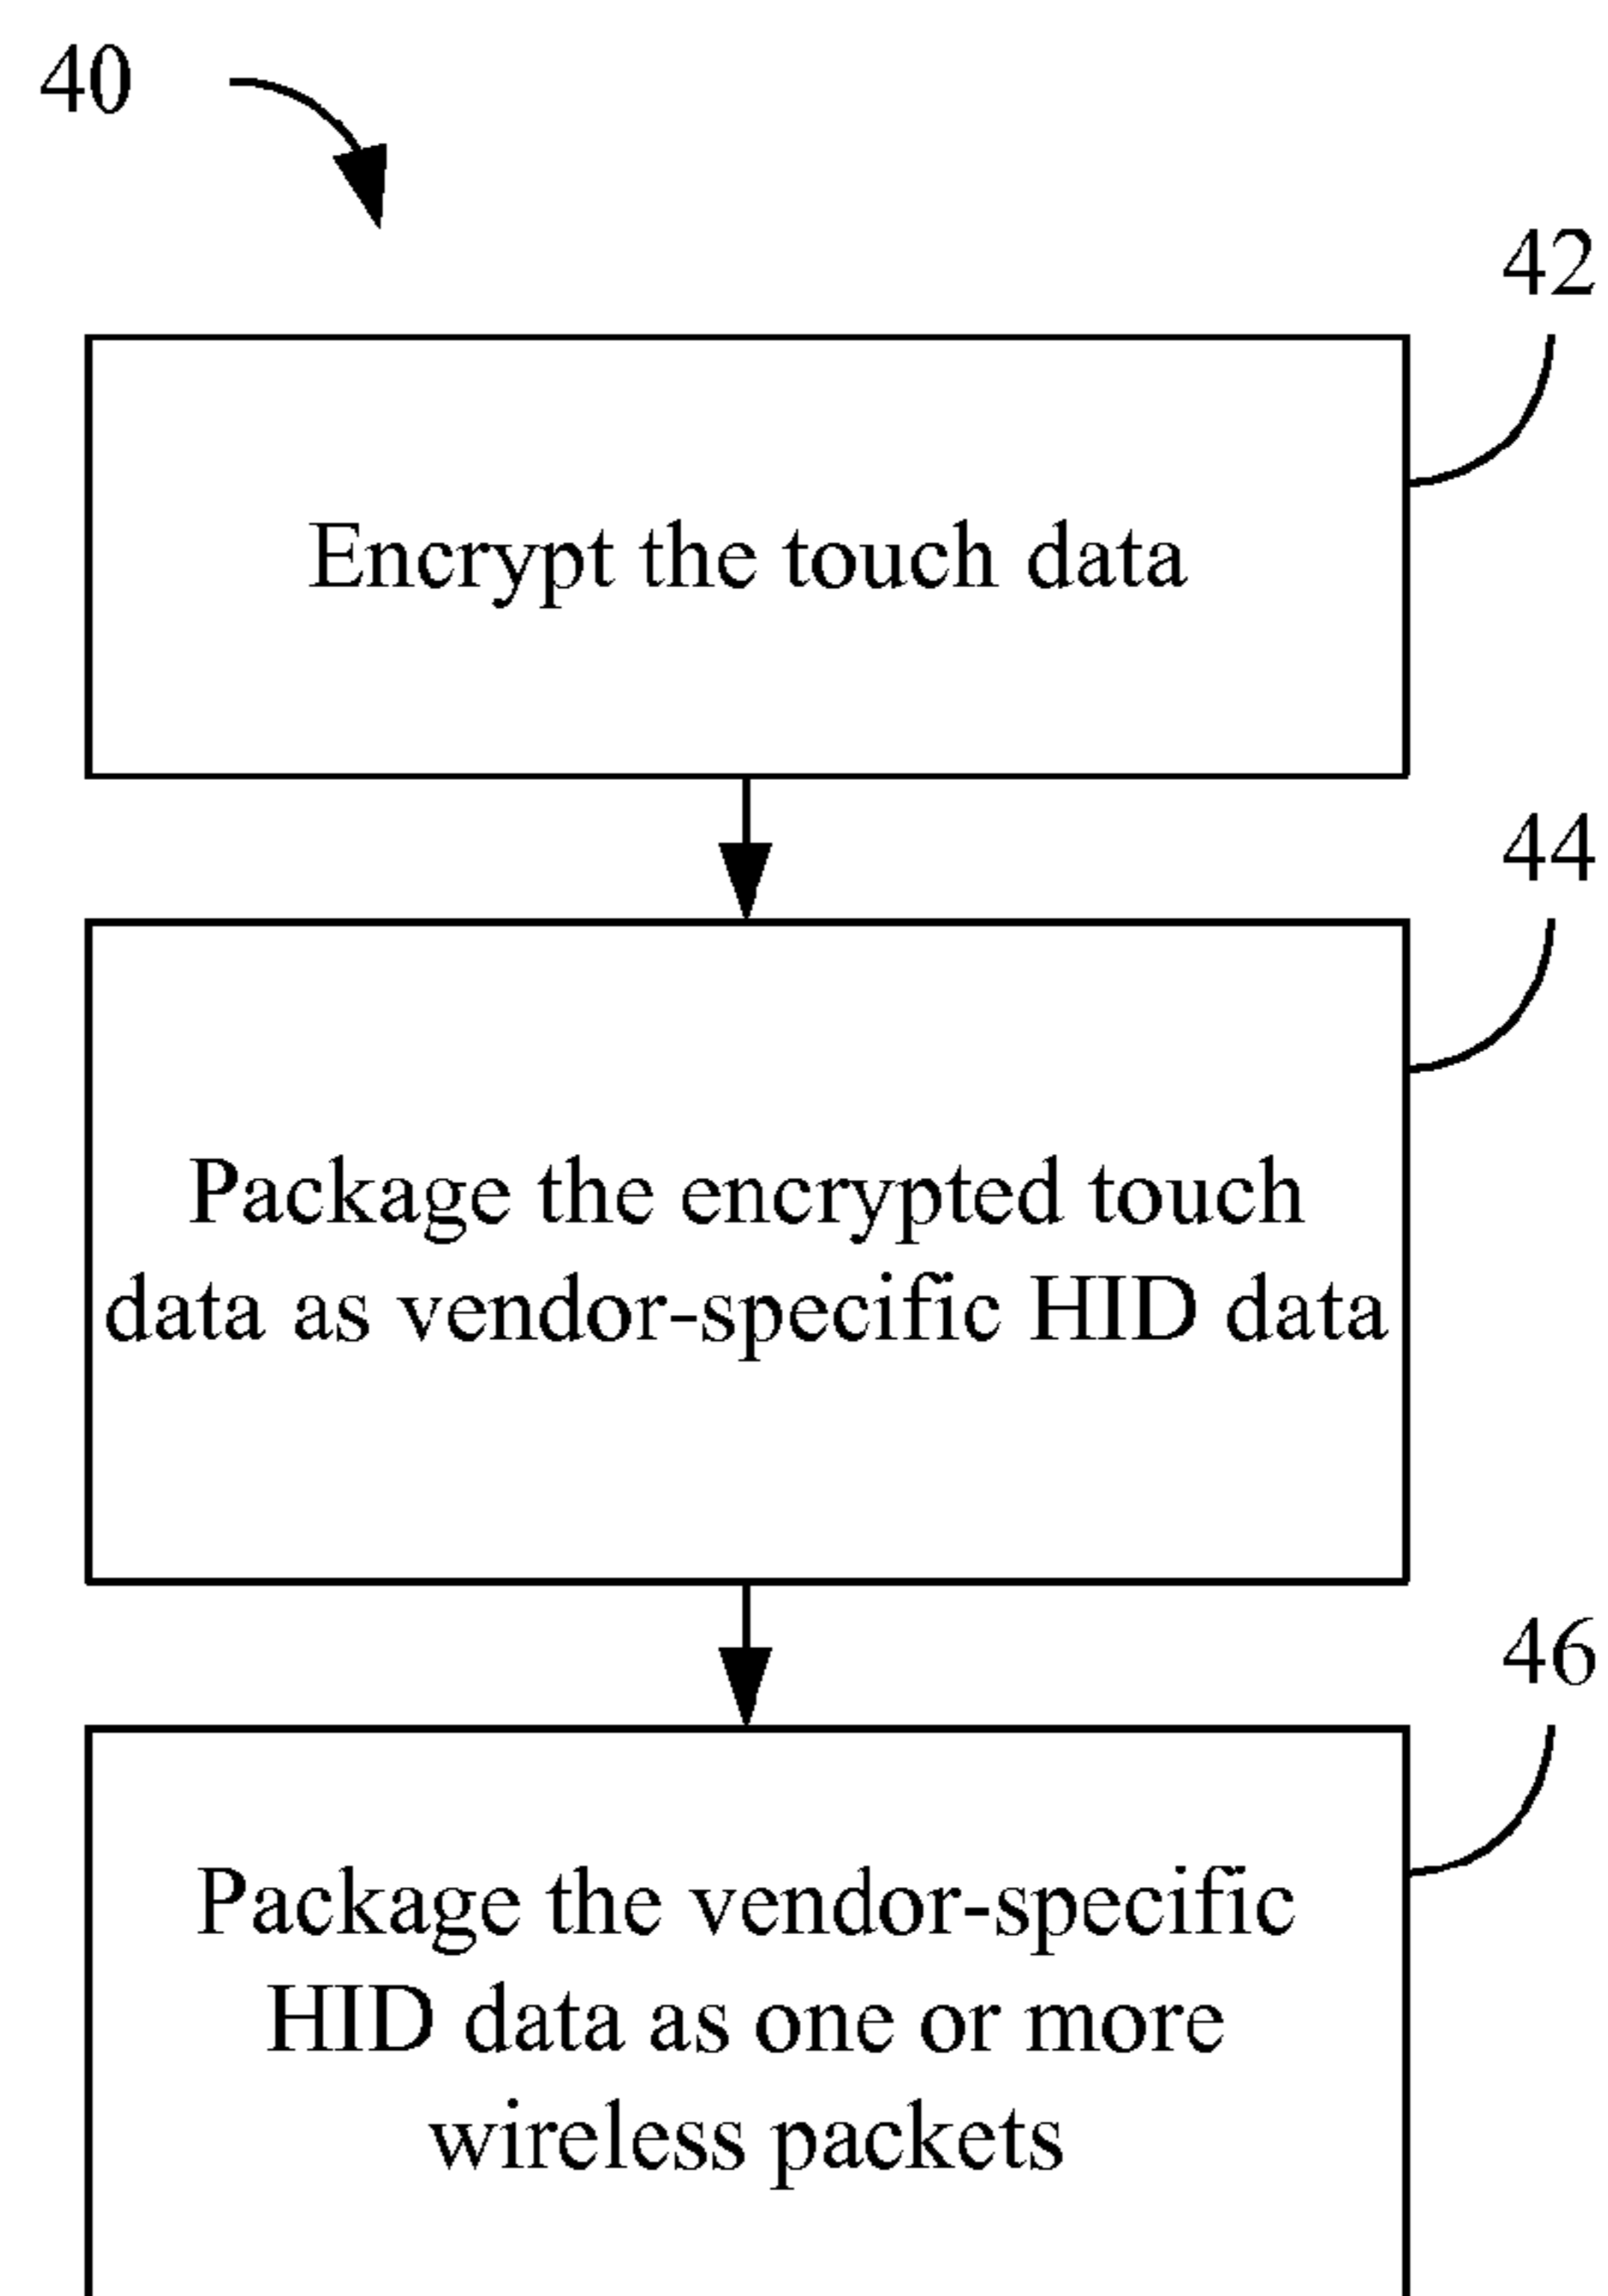 40
42
Encrypt the touch data
44
Package the encrypted touch
data as vendor-specific HID data
46
Package the vendor-specific
HID data as one or more
wireless packets